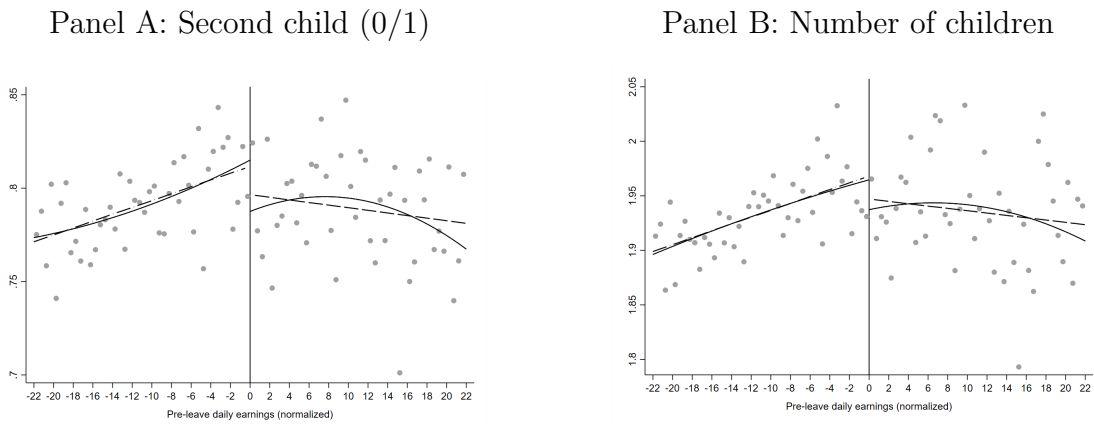 Panel A: Second child (0/1)
.85
.8
.75
.7
-22 -20 -18 -16 -14 -12 -10 -8 -6 -4 -2 0 2 4 6 8 10 12 14 16 18 20 22
Pre-leave daily earnings (normalized)
Panel B: Number of children
2.05
2
1.95
1.9
1.85
1.8
-22 -20 -18 -16 -14 -12 -10 -8 -6 -4 -2 0 2 4 6 8 10 12 14 16 18 20 22
Pre-leave daily earnings (normalized)